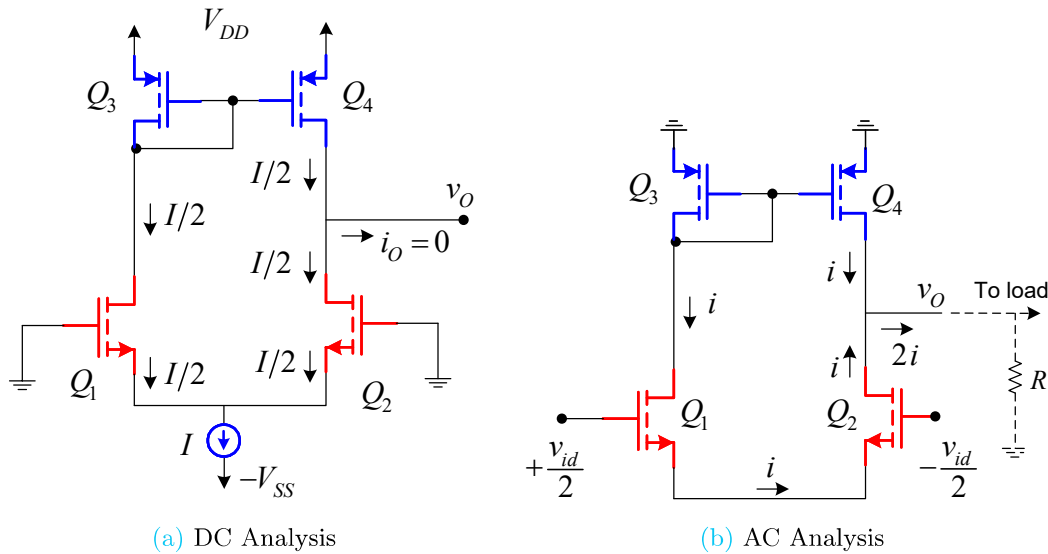 V_DD
Q_3
Q_4
I/2
I/2
v_O
i_O = 0
I/2
I/2
I/2
Q_1
Q_2
I
-V_SS
(a) DC Analysis
Q_3
Q_4
i
i
v_O
To load
2i
i
R
Q_1
Q_2
+v_id/2
-v_id/2
i
(b) AC Analysis